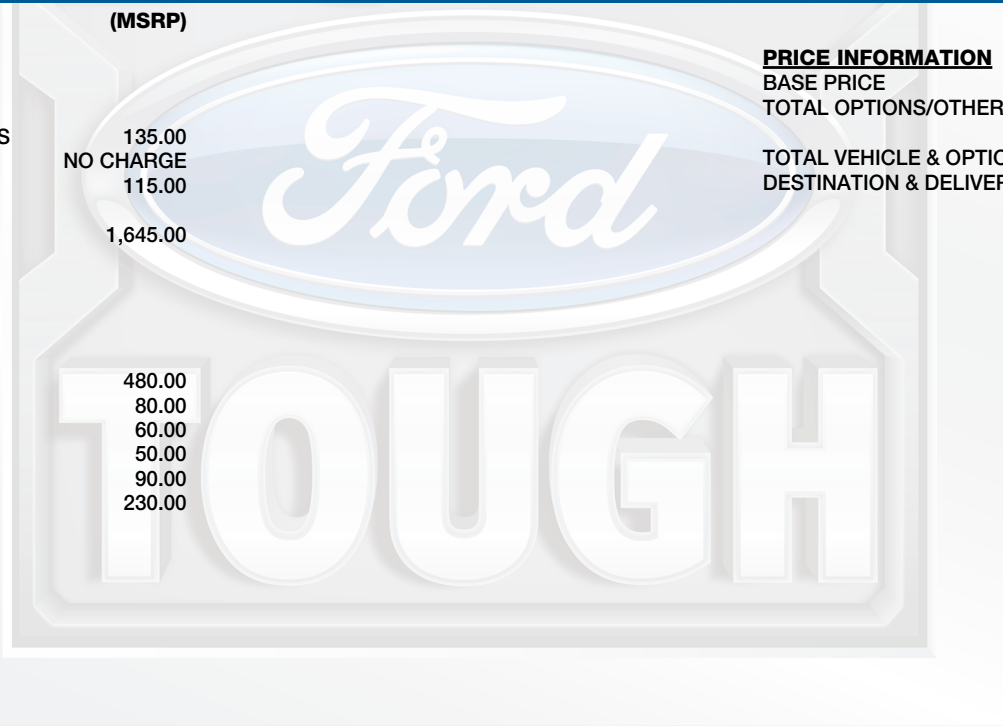 (MSRP)
S 135.00
NO CHARGE
115.00
1,645.00
480.00
80.00
60.00
50.00
90.00
230.00
PRICE INFORMATION
BASE PRICE
TOTAL OPTIONS/OTHER
TOTAL VEHICLE & OPTIO
DESTINATION & DELIVER
Ford
TOUGH